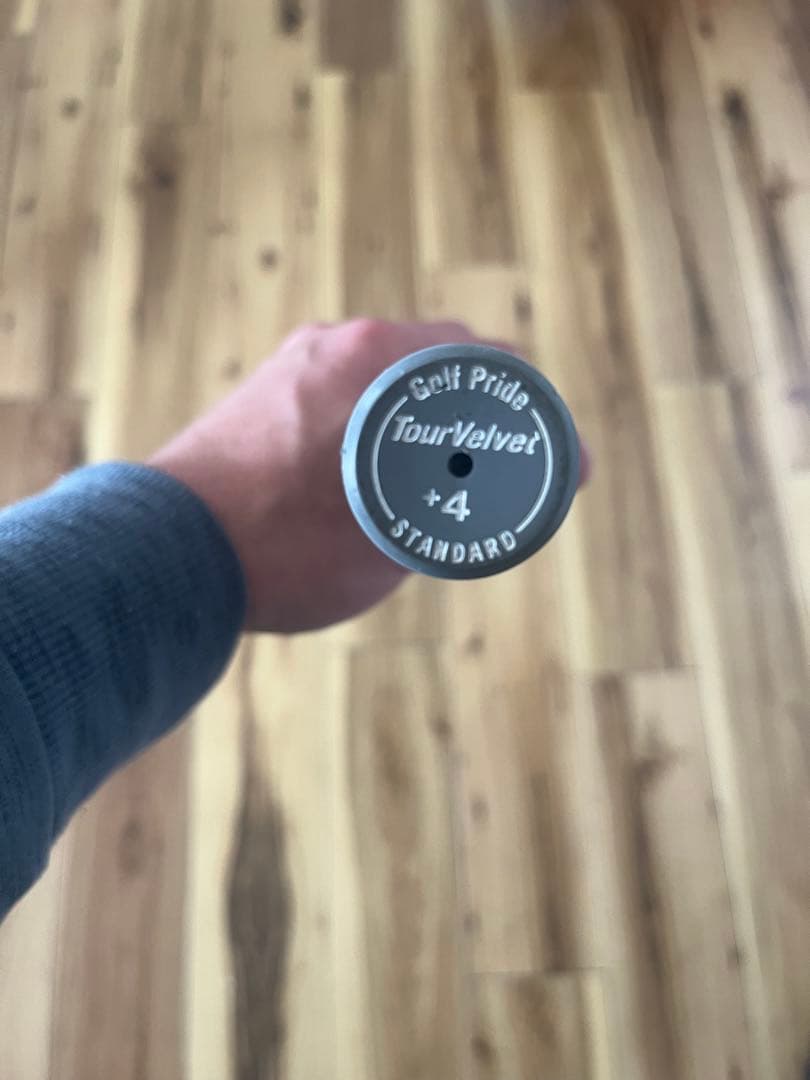 Golf Pride
TourVelvet
+4
STANDARD